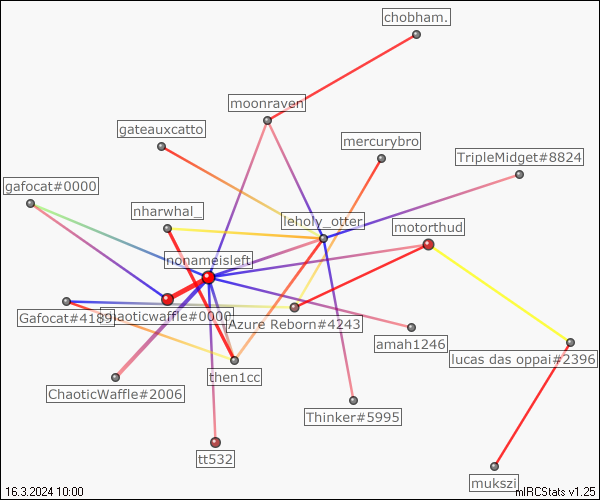 chobham.
moonraven
gateauxcatto
mercurybro
TripleMidget#8824
gafocat#0000
nharwhal_
leholy_otter
motorthud
nonameisleft
Gafocat#4189
chaoticwaffle#0000
Azure Reborn#4243
amah1246
lucas das oppai#2396
then1cc
ChaoticWaffle#2006
Thinker#5995
tt532
mukszi
16.3.2024 10:00
mIRCStats v1.25